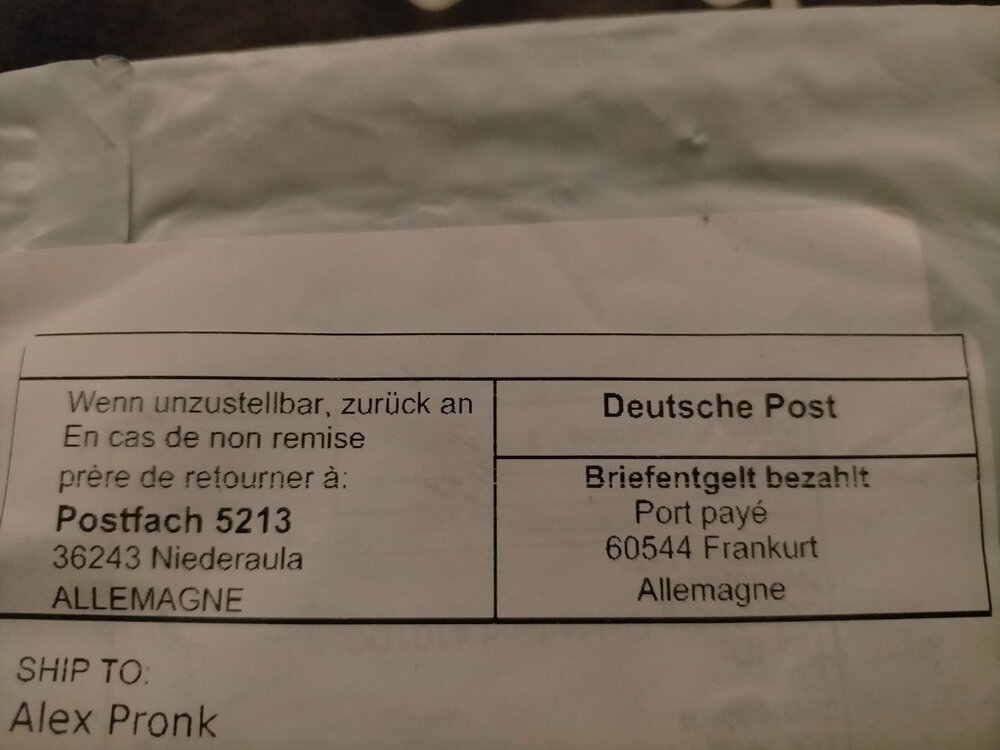 Wenn unzustellbar, zurück an
En cas de non remise
prère de retourner à:
Postfach 5213
36243 Niederaula
ALLEMAGNE
Deutsche Post
Briefentgelt bezahlt
Port payé
60544 Frankurt
Allemagne
SHIP TO:
Alex Pronk